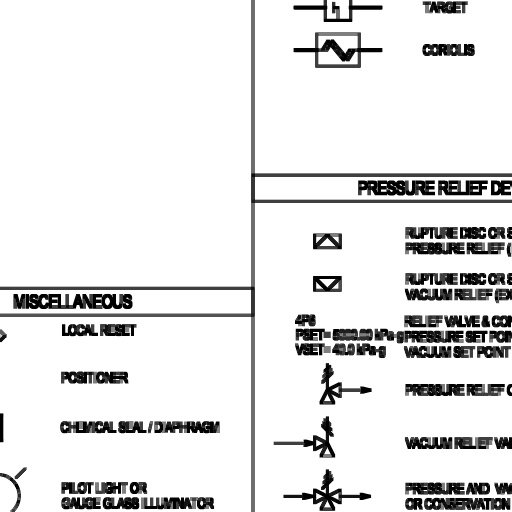 TARGET
CORIOLIS
PRESSURE RELIEF DE
RUPTURE DISC OR S
PRESSURE RELIEF (
RUPTURE DISC OR S
VACUUM RELIEF (EX
4P6
RELIEF VALVE & CON
PSET= kPa-g PRESSURE SET POIN
VSET= 40.0 kPa-g VACUUM SET POINT
PRESSURE RELIEF O
VACUUM RELIEF VA
PRESSURE AND VA
OR CONSERVATION
MISCELLANEOUS
LOCAL RESET
POSITIONER
CHEMICAL SEAL / DIAPHRAGM
PILOT LIGHT OR
GAUGE GLASS ILLUMINATOR